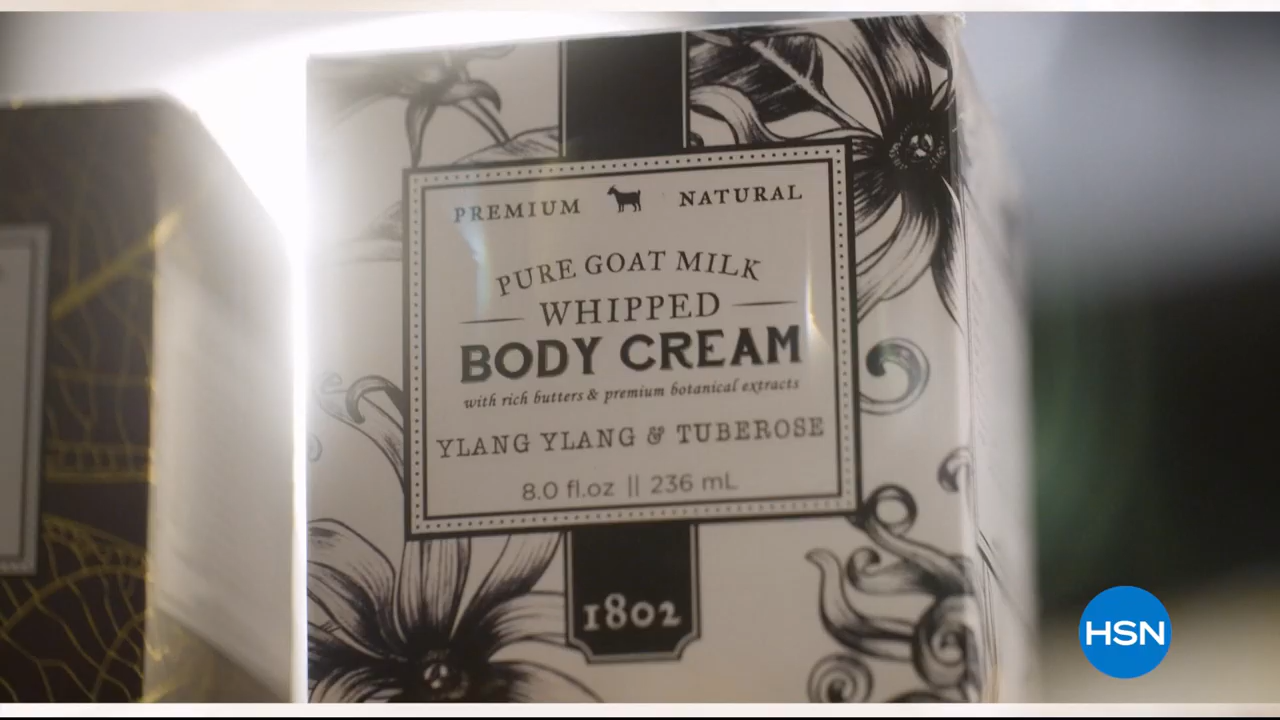 PREMIUM NATURAL
PURE GOAT MILK
WHIPPED
BODY CREAM
with rich butters & premium botanical extracts
YLANG YLANG & TUBEROSE
8.0 fl.oz || 236 mL
1802
HSN